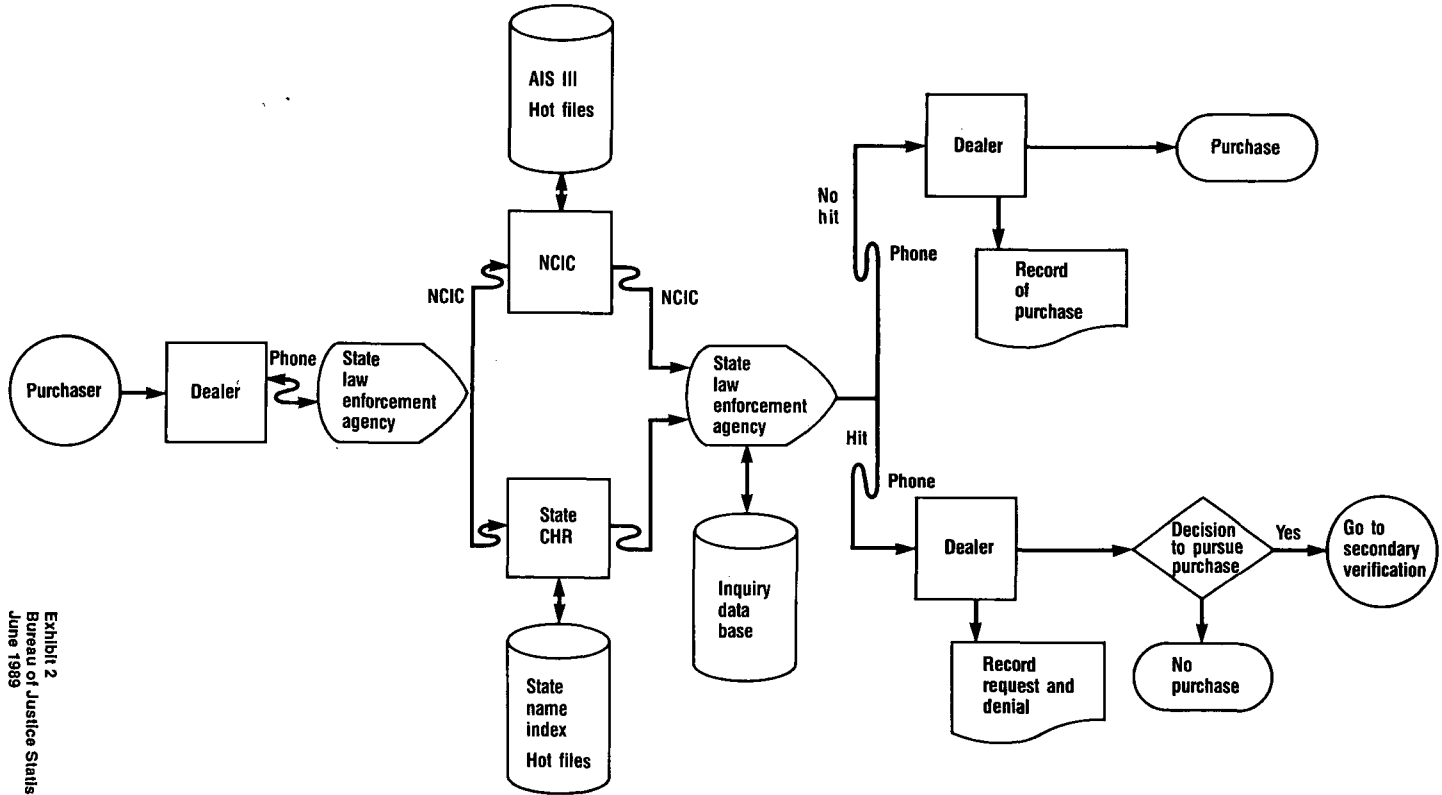 AIS III
Hot files
NCIC
NCIC
NCIC
Purchaser
Dealer
Phone
State
law
enforcement
agency
State
CHR
State
name
index
Hot files
State
law
enforcement
agency
Inquiry
data
base
No
hit
Phone
Dealer
Purchase
Record
of
purchase
Hit
Phone
Dealer
Decision
to pursue
purchase
Yes
Go to
secondary
verification
Record
request and
denial
No
purchase
Exhibit 2
Bureau of Justice Statis
June 1989